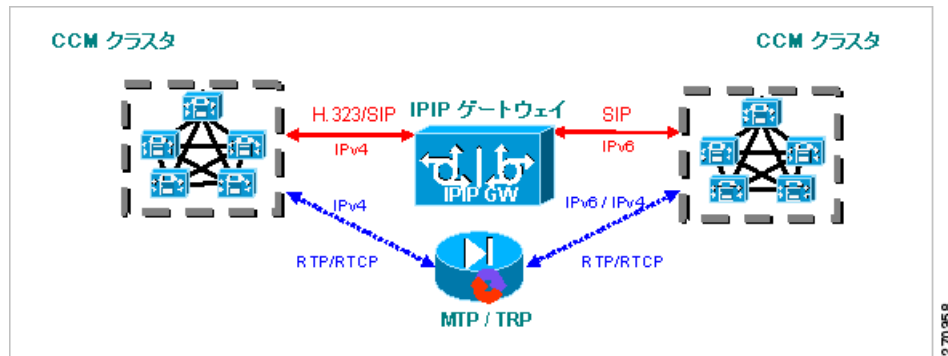 CCM クラスタ
CCM クラスタ
H.323/SIP
IPIP ゲートウェイ
SIP
IPv4
IPv6
IPIP GW
IPv4
IPv6 / IPv4
RTP/RTCP
RTP/RTCP
MTP / TRP
270358